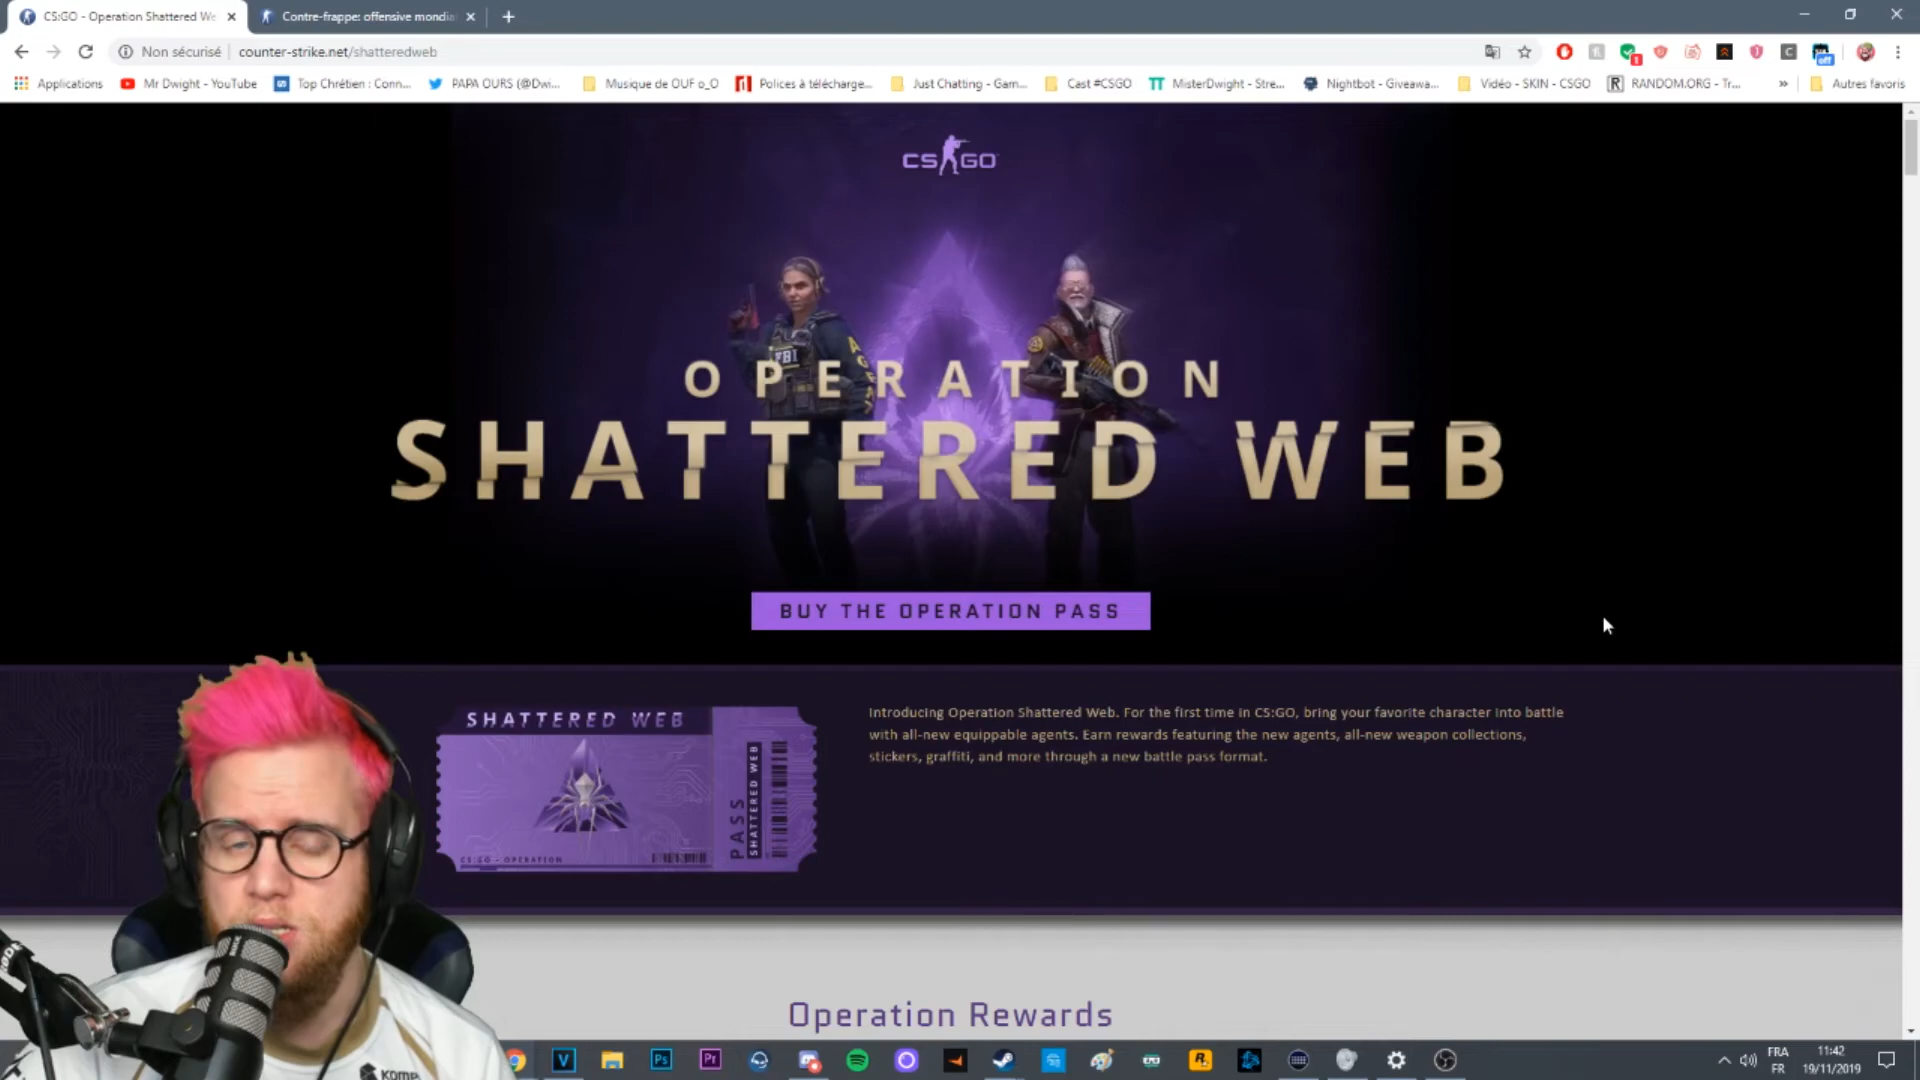 CS:GO - Operation Shattered We
Contre-frappe: offensive mondia
Non sécurisé
counter-strike.net/shatteredweb
Applications
Mr Dwight - YouTube
Top Chrétien : Conn...
PAPA OURS (@Dwi...
Musique de OUF o_O
Polices à télécharge...
Just Chatting - Gam...
Cast #CSGO
MisterDwight - Stre...
Nightbot - Giveawa...
Vidéo - SKIN - CSGO
RANDOM.ORG - Tr...
Autres favoris
CS GO
FBI
OPERATION
SHATTERED WEB
BUY THE OPERATION PASS
SHATTERED WEB
PASS
SHATTERED WEB
CS:GO - OPERATION
Introducing Operation Shattered Web. For the first time in CS:GO, bring your favorite character into battle
with all-new equippable agents. Earn rewards featuring the new agents, all-new weapon collections,
stickers, graffiti, and more through a new battle pass format.
Operation Rewards
RODE
FRA
FR
11:42
19/11/2019